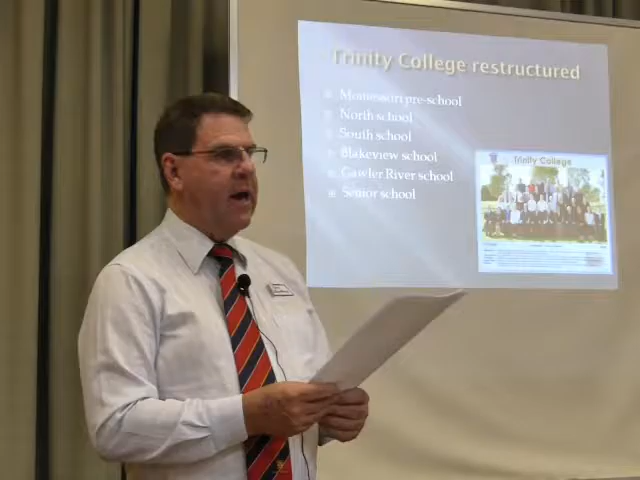 Trinity College restructured
Montessori pre-school
North school
South school
Blakeview school
Gawler River school
Senior school
Trinity College